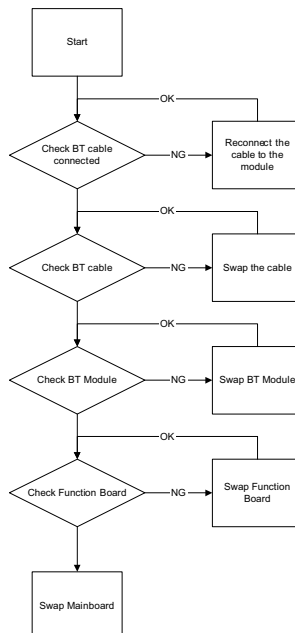 Start
OK
Check BT cable
connected
NG
Reconnect the
cable to the
module
OK
Check BT cable
NG
Swap the cable
OK
Check BT Module
NG
Swap BT Module
OK
Check Function Board
NG
Swap Function
Board
Swap Mainboard